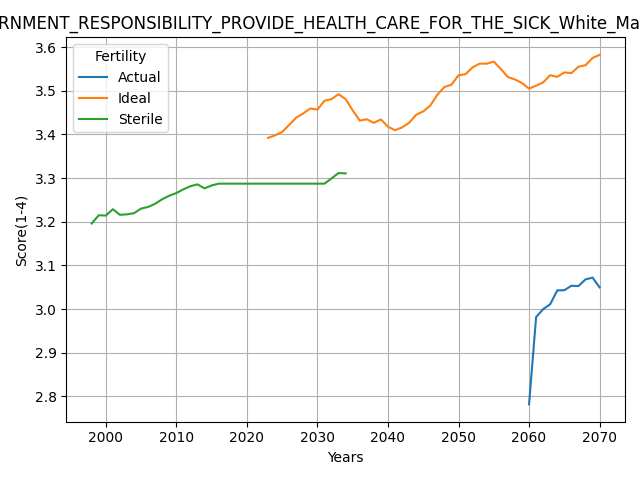 RNMENT_RESPONSIBILITY_PROVIDE_HEALTH_CARE_FOR_THE_SICK_White_Ma
Fertility
Actual
Ideal
Sterile
Score(1-4)
3.6
3.5
3.4
3.3
3.2
3.1
3.0
2.9
2.8
2000 2010 2020 2030 2040 2050 2060 2070
Years